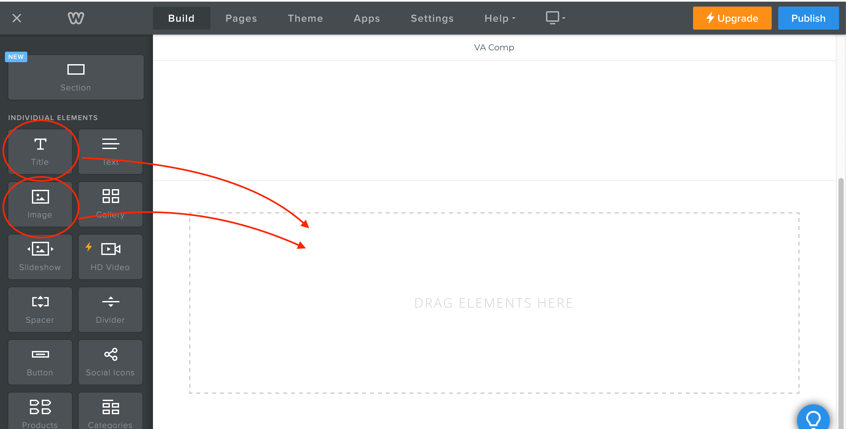 Build Pages Theme Apps Settings Help Upgrade Publish
VA Comp
NEW
Section
INDIVIDUAL ELEMENTS
Title Text
Image Gallery
Slideshow HD Video
DRAG ELEMENTS HERE
Spacer Divider
Button Social Icons
Products Categories